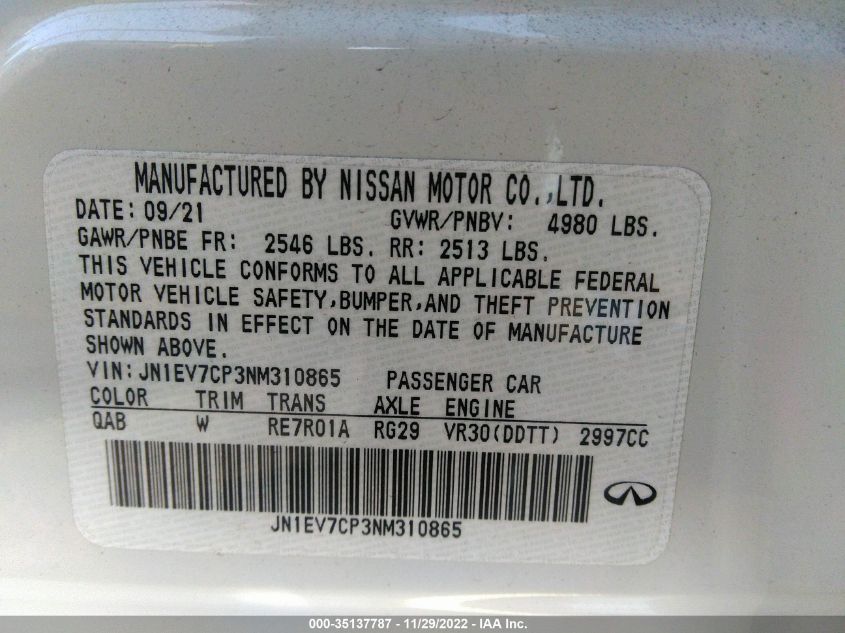 MANUFACTURED BY NISSAN MOTOR CO.,LTD.
DATE: 09/21 GVWR/PNBV: 4980 LBS.
GAWR/PNBE FR: 2546 LBS. RR: 2513 LBS.
THIS VEHICLE CONFORMS TO ALL APPLICABLE FEDERAL
MOTOR VEHICLE SAFETY,BUMPER,AND THEFT PREVENTION
STANDARDS IN EFFECT ON THE DATE OF MANUFACTURE
SHOWN ABOVE.
VIN: JN1EV7CP3NM310865 PASSENGER CAR
COLOR TRIM TRANS AXLE ENGINE
QAB W RE7R01A RG29 VR30(DDTT) 2997CC
JN1EV7CP3NM310865
000-35137787 - 11/29/2022 - IAA Inc.